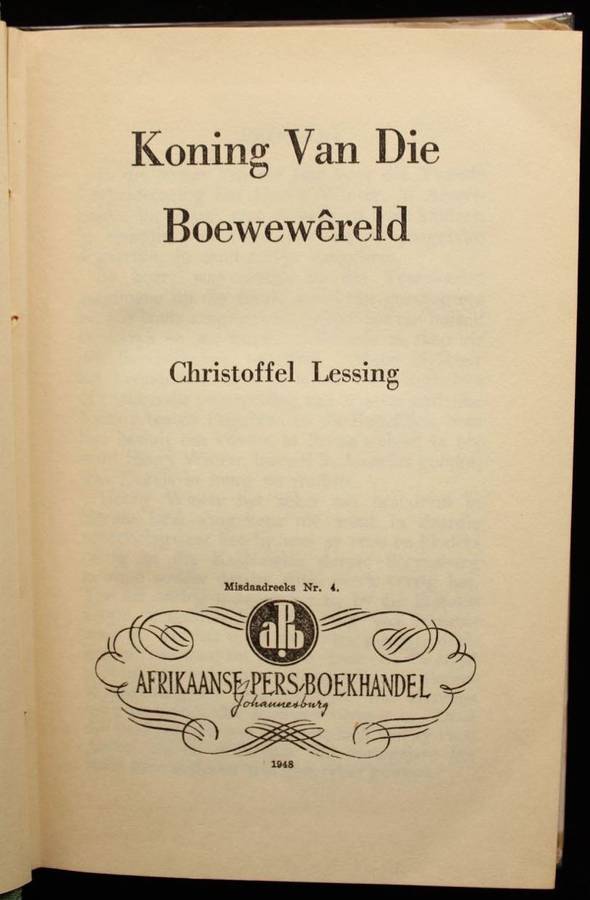 Koning Van Die
Boewewêreld
Christoffel Lessing
Misdaadreeks Nr. 4.
aPb
AFRIKAANSE PERS-BOEKHANDEL
Johannesburg
1948